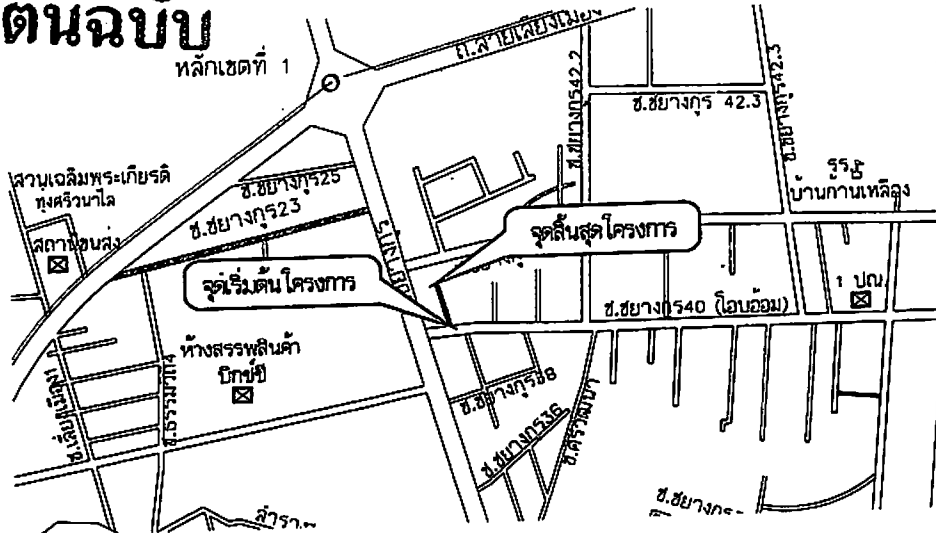 ต้นฉบับ
หลักเขตที่ 1
ถ.สายเลี่ยงเมือง
ซ.ชยางกูร42.2
ซ.ชยางกูร 42.3
ซ.ชยางกูร42.3
สวนเฉลิมพระเกียรติ
ทุ่งศรีวนาไล
สถานีขนส่ง
ซ.ชยางกูร25
ซ.ชยางกูร23
รร.
บ้านก้านเหลือง
จุดสิ้นสุดโครงการ
จุดเริ่มต้นโครงการ
1 ปณ.
ซ.ชยางกูร40 (โอบอ้อม)
ห้างสรรพสินค้า
บิ๊กซี
ซ.ชยางกูร38
ซ.ชยางกูร36
ซ.ธรรมวิถี4
ซ.ชยางกูร